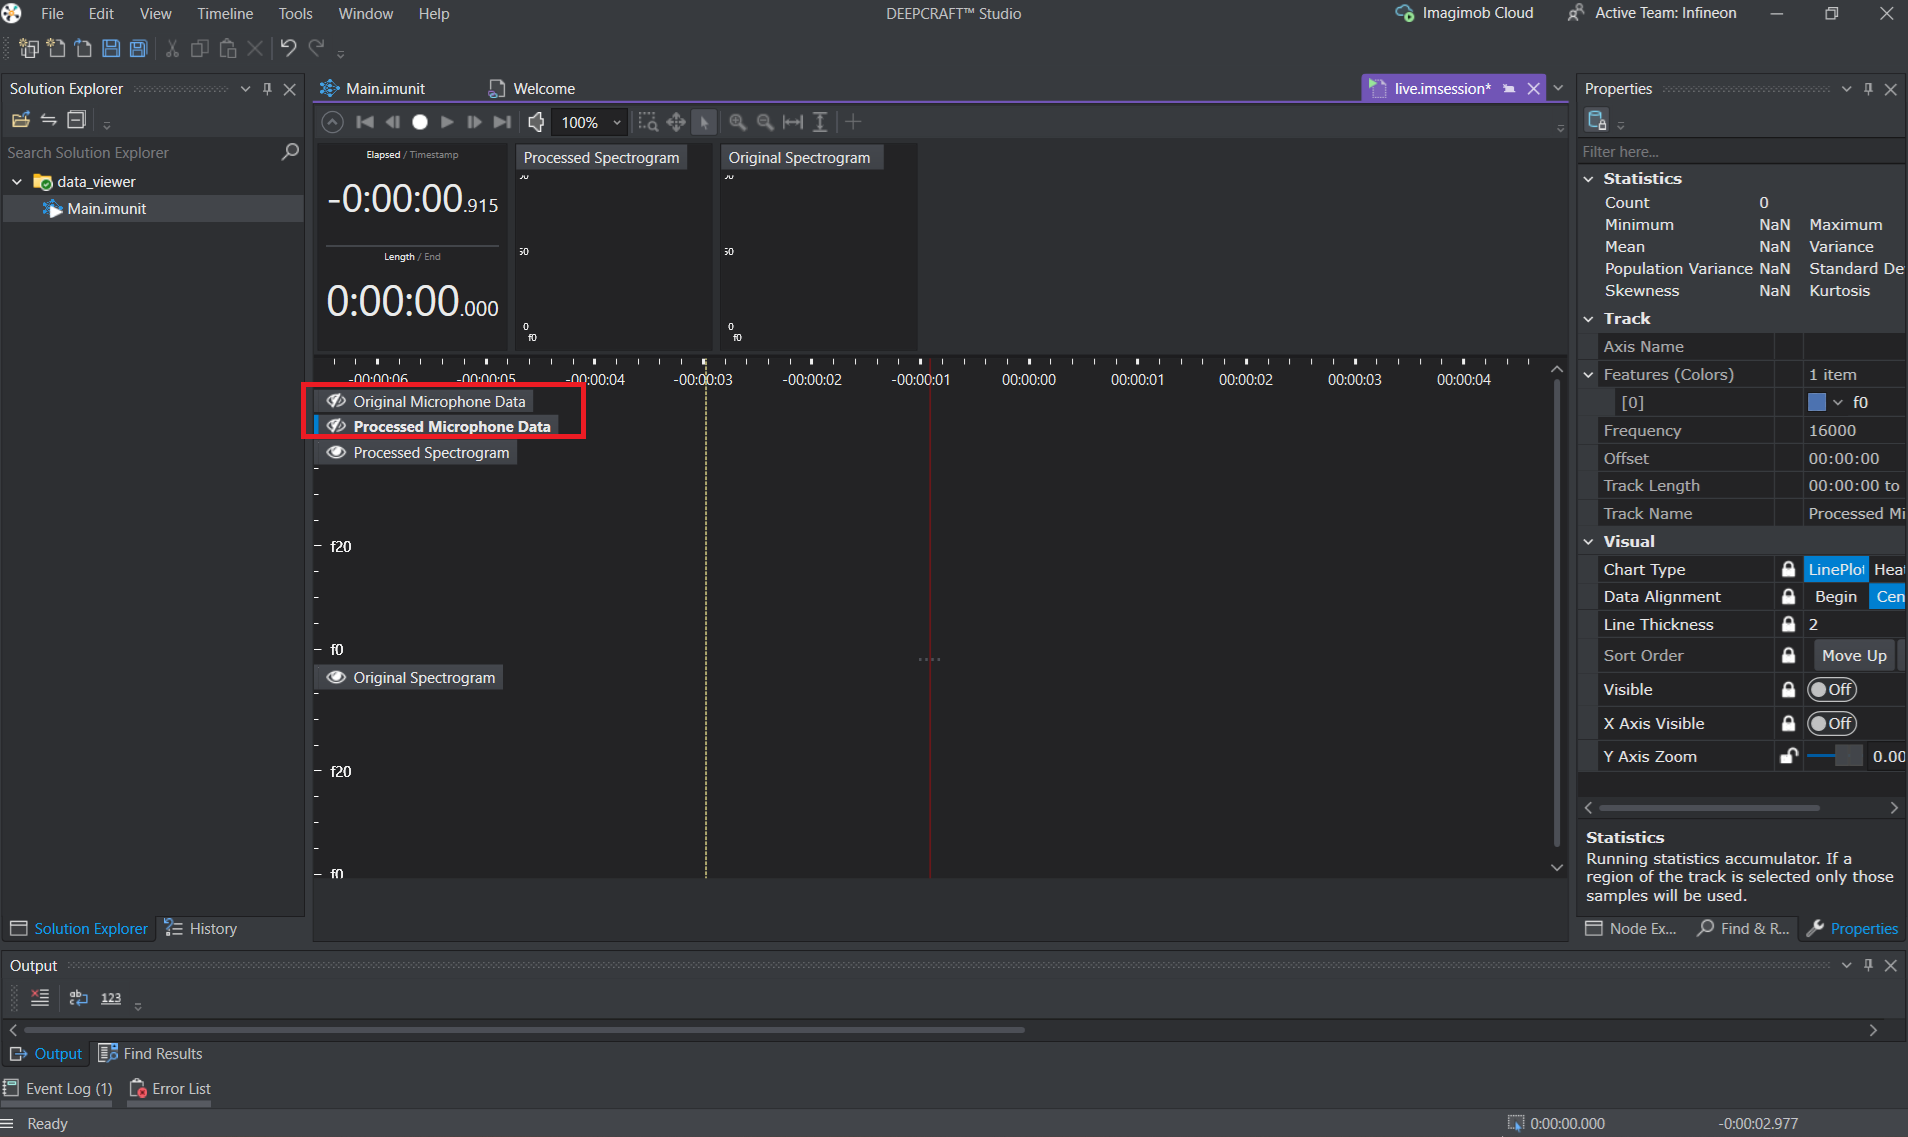 File Edit View Timeline Tools Window Help
DEEPCRAFT™ Studio
Imagimob Cloud
Active Team: Infineon
Solution Explorer
Search Solution Explorer
data_viewer
Main.imunit
Solution Explorer
History
Main.imunit
Welcome
live.imsession*
100%
Elapsed / Timestamp
-0:00:00.915
Length / End
0:00:00.000
Processed Spectrogram
50
0
f0
Original Spectrogram
50
0
f0
-00:00:06 -00:00:05 -00:00:04 -00:00:03 -00:00:02 -00:00:01 00:00:00 00:00:01 00:00:02 00:00:03 00:00:04
Original Microphone Data
Processed Microphone Data
Processed Spectrogram
f20
f0
Original Spectrogram
f20
f0
Properties
Filter here...
Statistics
Count 0
Minimum NaN Maximum
Mean NaN Variance
Population Variance NaN Standard De
Skewness NaN Kurtosis
Track
Axis Name
Features (Colors) 1 item
[0] f0
Frequency 16000
Offset 00:00:00
Track Length 00:00:00 to
Track Name Processed Mi
Visual
Chart Type LinePlot Hea
Data Alignment Begin Cen
Line Thickness 2
Sort Order Move Up
Visible Off
X Axis Visible Off
Y Axis Zoom 0.00
Statistics
Running statistics accumulator. If a
region of the track is selected only those
samples will be used.
Node Ex... Find & R... Properties
Output
123
Output Find Results
Event Log (1) Error List
Ready
0:00:00.000
-0:00:02.977